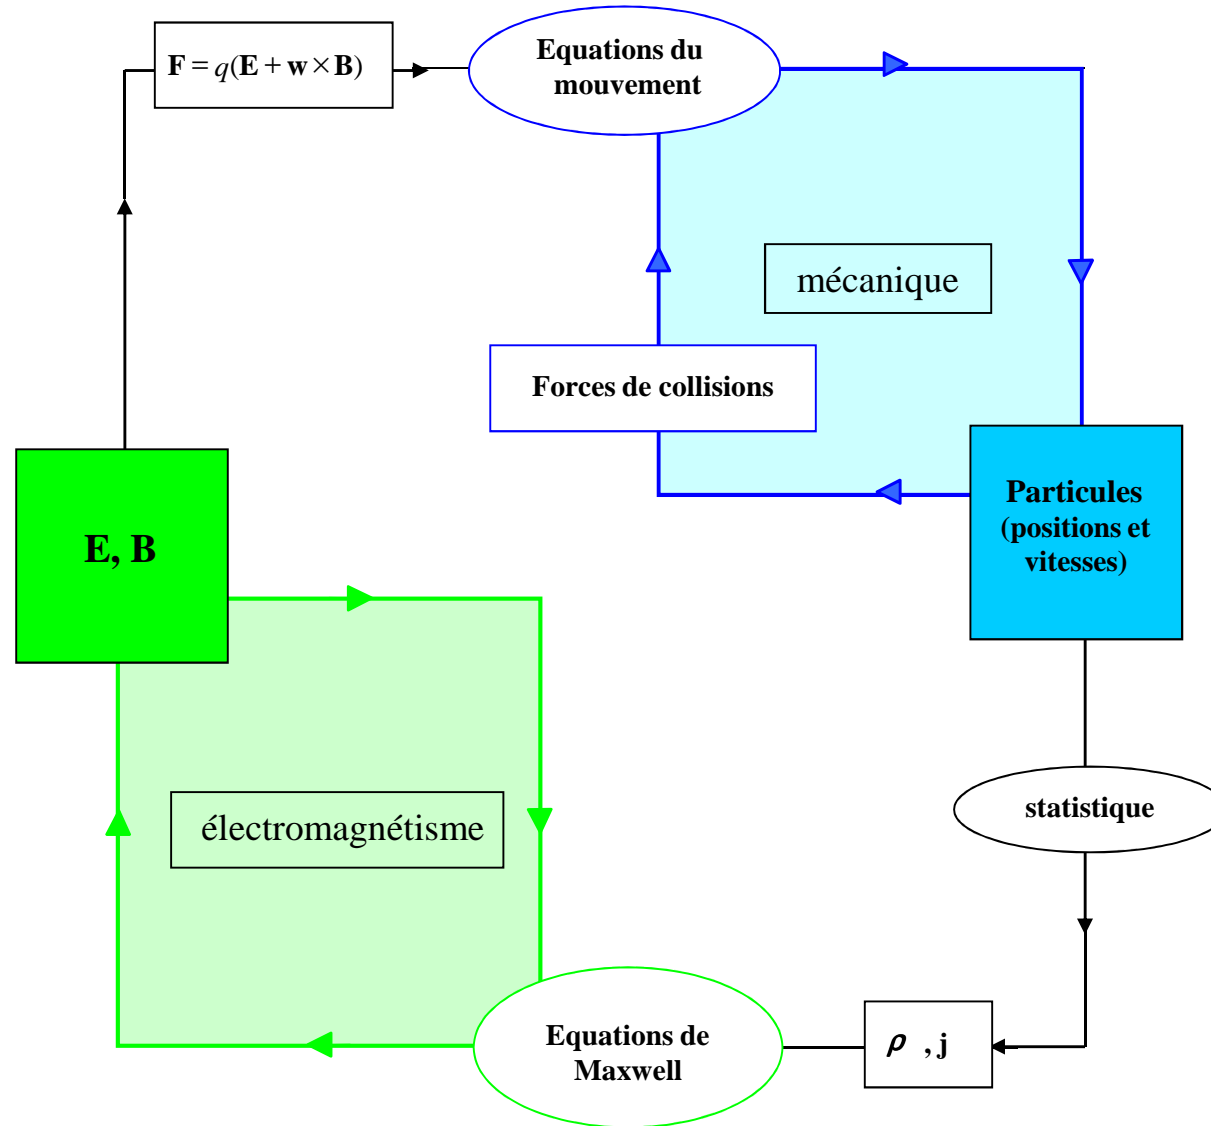 F = q(E + w × B)
Equations du
mouvement
mécanique
Forces de collisions
Particules
(positions et
vitesses)
E, B
électromagnétisme
statistique
Equations de
Maxwell
ρ , j